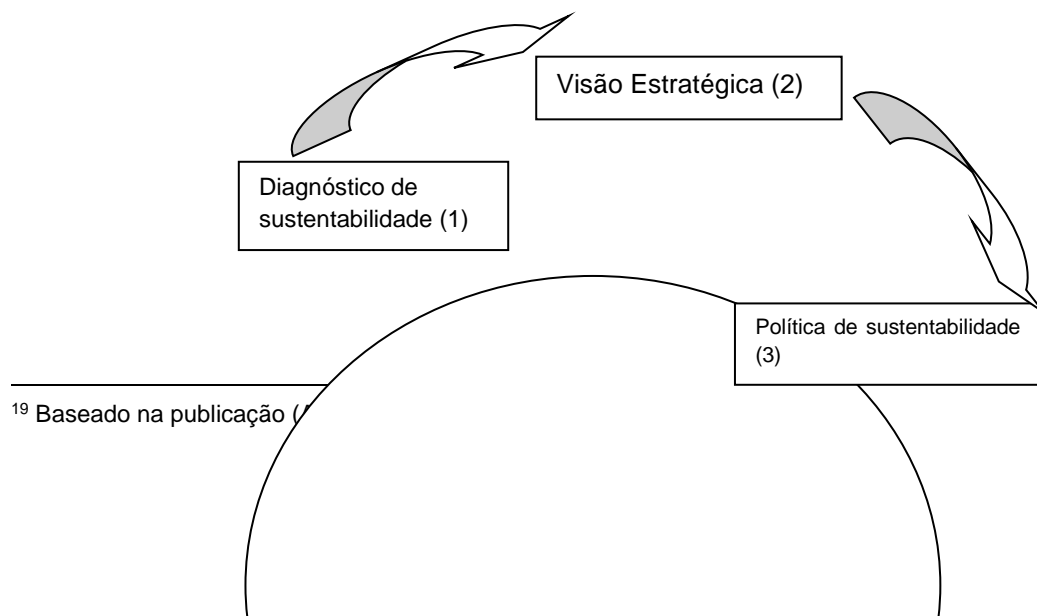 Visão Estratégica (2)
Diagnóstico de
sustentabilidade (1)
Política de sustentabilidade
(3)
19 Baseado na publicação (